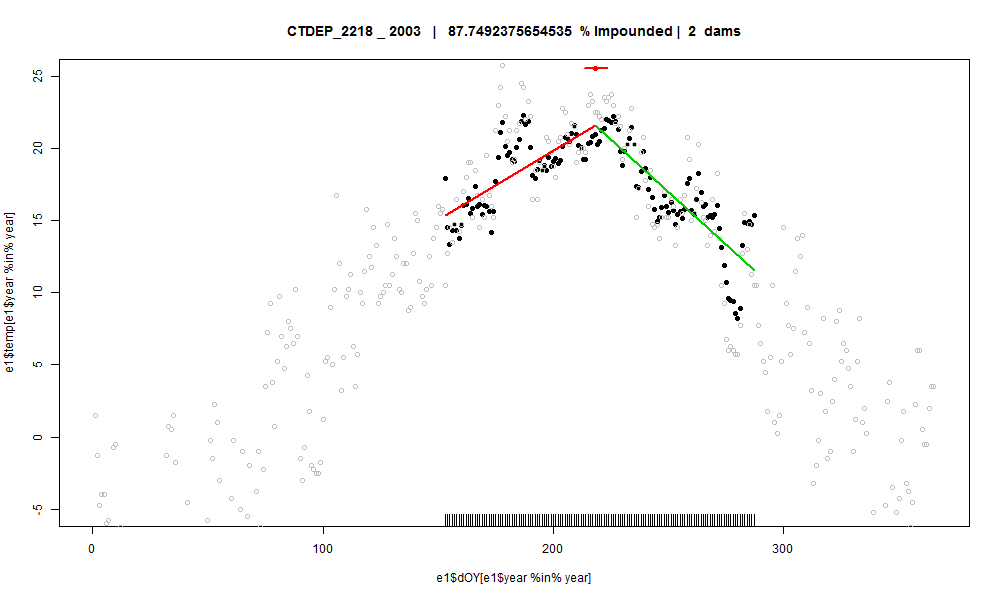 CTDEP_2218 _ 2003 | 87.7492375654535 % Impounded | 2 dams
25
20
15
10
5
0
-5
e1$temp[e1$year %in% year]
0 100 200 300
e1$dOY[e1$year %in% year]